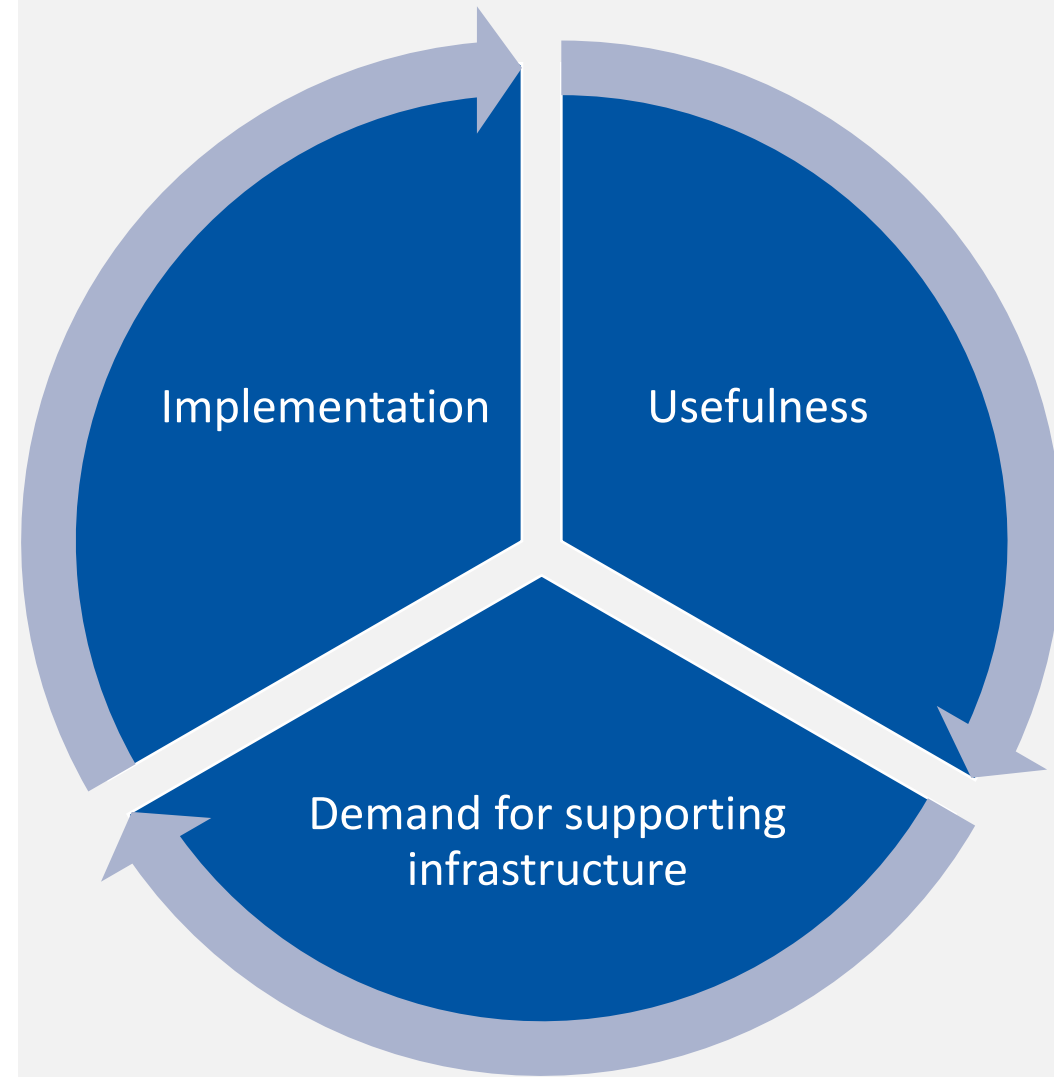 Implementation
Usefulness
Demand for supporting
infrastructure